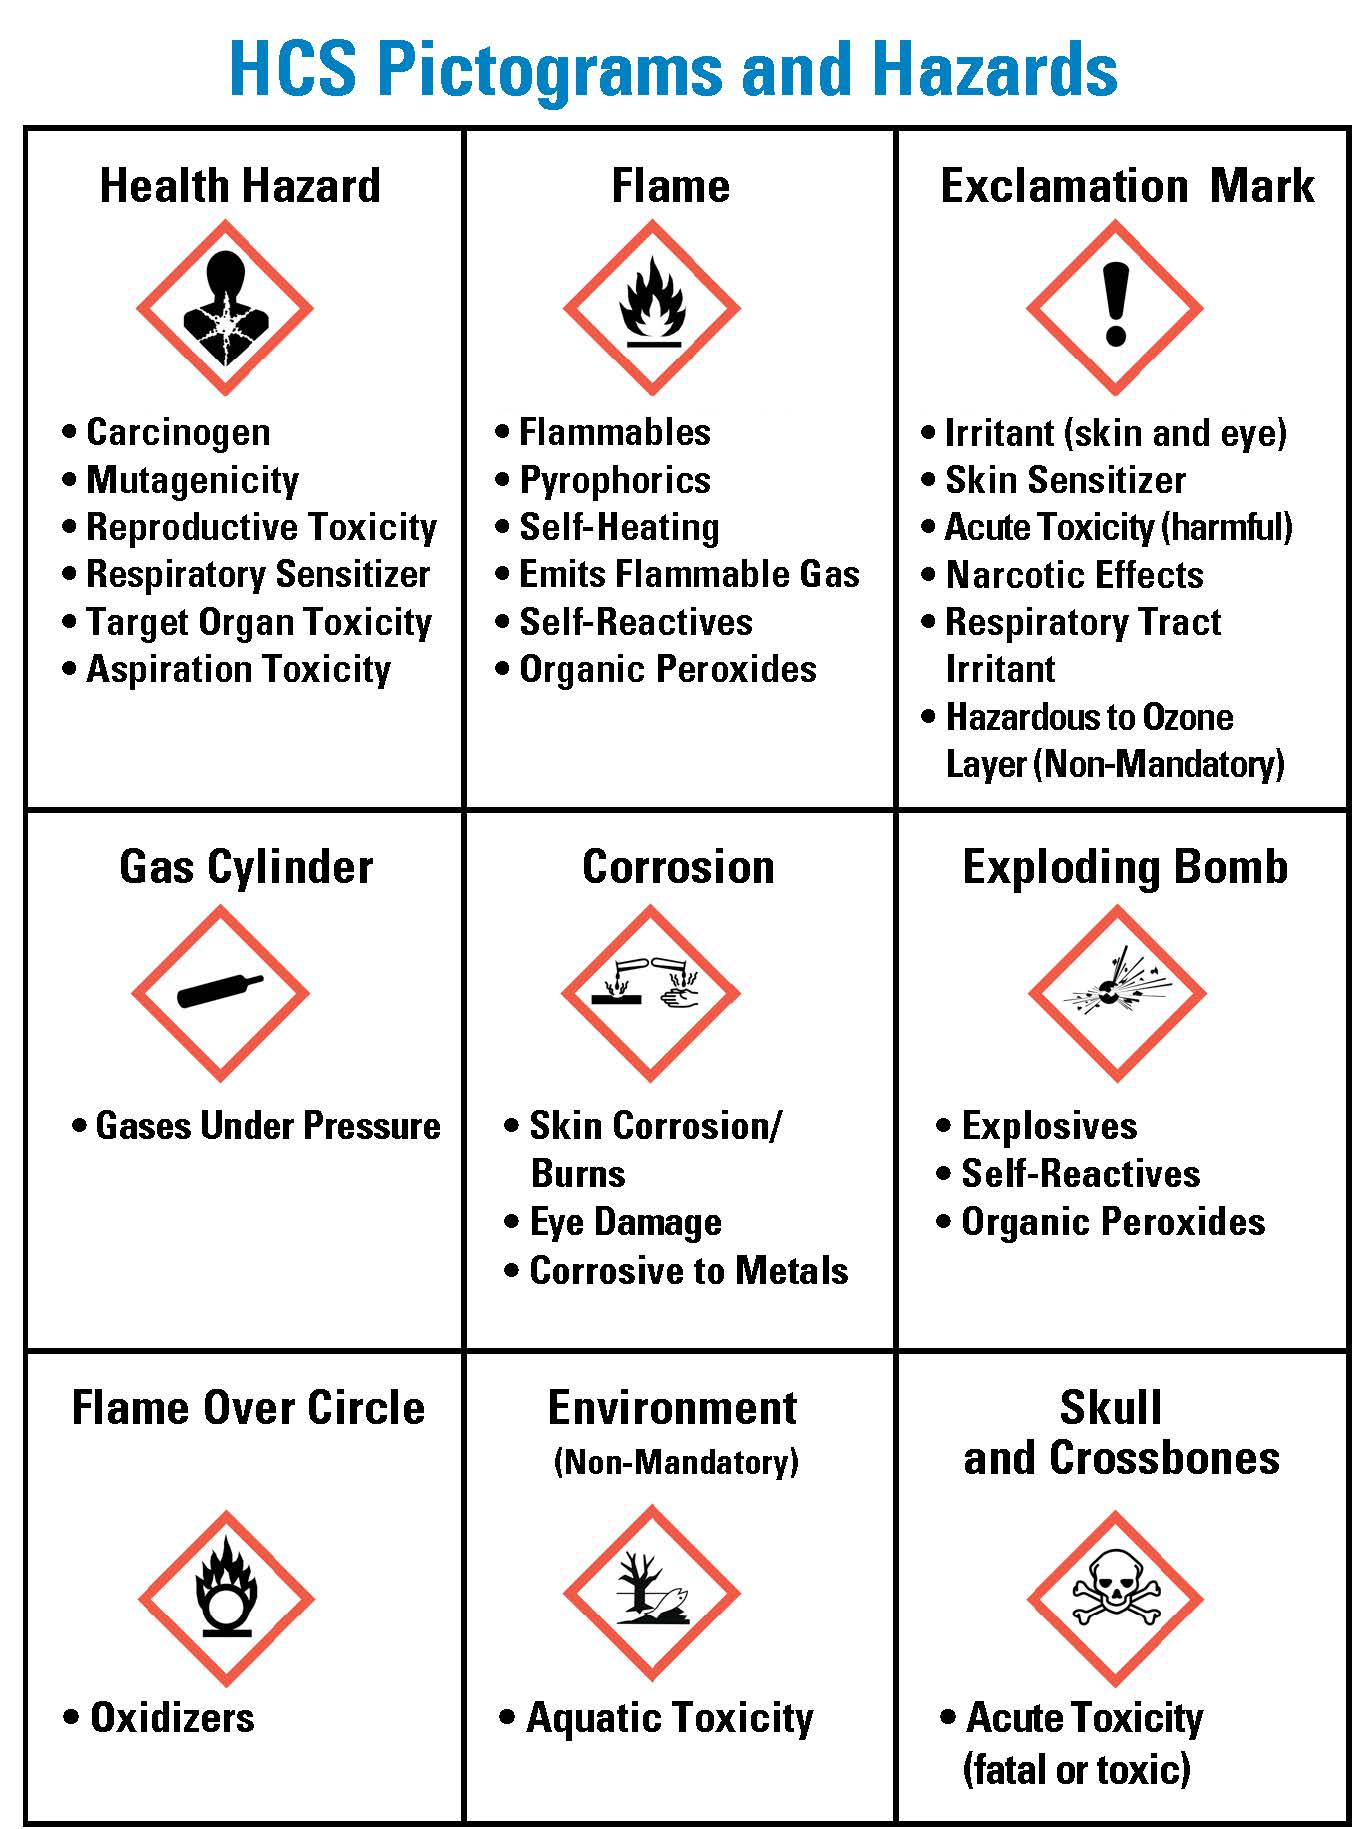 HCS Pictograms and Hazards
Health Hazard
• Carcinogen
• Mutagenicity
• Reproductive Toxicity
• Respiratory Sensitizer
• Target Organ Toxicity
• Aspiration Toxicity
Flame
• Flammables
• Pyrophorics
• Self-Heating
• Emits Flammable Gas
• Self-Reactives
• Organic Peroxides
Exclamation Mark
• Irritant (skin and eye)
• Skin Sensitizer
• Acute Toxicity (harmful)
• Narcotic Effects
• Respiratory Tract
Irritant
• Hazardous to Ozone
Layer (Non-Mandatory)
Gas Cylinder
• Gases Under Pressure
Corrosion
• Skin Corrosion/
Burns
• Eye Damage
• Corrosive to Metals
Exploding Bomb
• Explosives
• Self-Reactives
• Organic Peroxides
Flame Over Circle
• Oxidizers
Environment
(Non-Mandatory)
• Aquatic Toxicity
Skull
and Crossbones
• Acute Toxicity
(fatal or toxic)